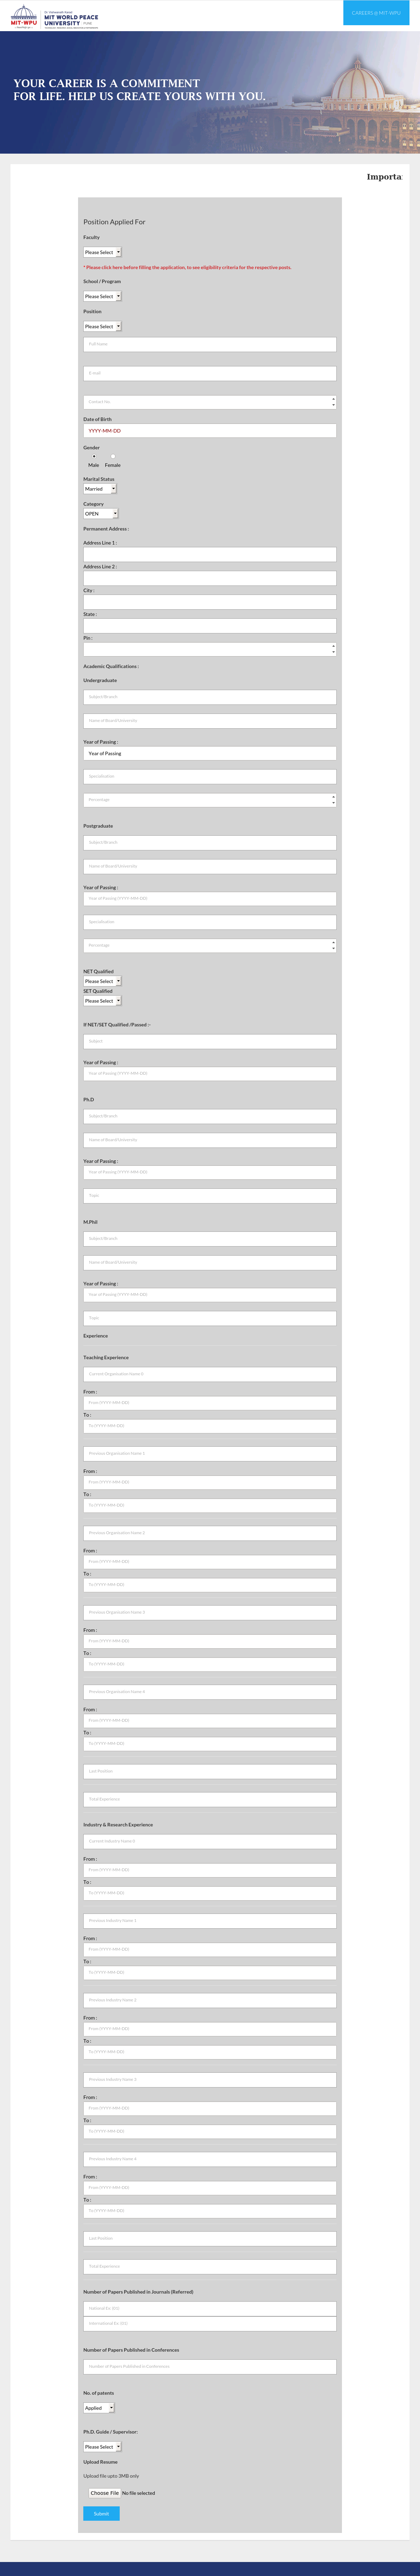 MIT-WPU
Dr. Vishwanath Karad
MIT WORLD PEACE
UNIVERSITY | PUNE
CAREERS @ MIT-WPU
YOUR CAREER IS A COMMITMENT
FOR LIFE. HELP US CREATE YOURS WITH YOU.
Importa
Position Applied For
Faculty
Please Select
* Please click here before filling the application, to see eligibility criteria for the respective posts.
School / Program
Please Select
Position
Please Select
Full Name
E-mail
Contact No.
Date of Birth
YYYY-MM-DD
Gender
Male Female
Marital Status
Married
Category
OPEN
Permanent Address :
Address Line 1 :
Address Line 2:
City :
State :
Pin :
Academic Qualifications :
Undergraduate
Subject/Branch
Name of Board/University
Year of Passing :
Year of Passing
Specialization
Percentage
Postgraduate
Subject/Branch
Name of Board/University
Year of Passing :
Year of Passing (YYYY-MM-DD)
Specialization
Percentage
NET Qualified
Please Select
SET Qualified
Please Select
If NET/SET Qualified /Passed :-
Subject
Year of Passing :
Year of Passing (YYYY-MM-DD)
Ph.D
Subject/Branch
Name of Board/University
Year of Passing :
Year of Passing (YYYY-MM-DD)
Topic
M.Phil
Subject/Branch
Name of Board/University
Year of Passing :
Year of Passing (YYYY-MM-DD)
Topic
Experience
Teaching Experience
Current Organization Name 0
From :
From (YYYY-MM-DD)
To :
To (YYYY-MM-DD)
Previous Organization Name 1
From :
From (YYYY-MM-DD)
To :
To (YYYY-MM-DD)
Previous Organization Name 2
From :
From (YYYY-MM-DD)
To :
To (YYYY-MM-DD)
Previous Organization Name 3
From :
From (YYYY-MM-DD)
To :
To (YYYY-MM-DD)
Previous Organization Name 4
From :
From (YYYY-MM-DD)
To :
To (YYYY-MM-DD)
Last Position
Total Experience
Industry & Research Experience
Current Industry Name 0
From :
From (YYYY-MM-DD)
To :
To (YYYY-MM-DD)
Previous Industry Name 1
From :
From (YYYY-MM-DD)
To :
To (YYYY-MM-DD)
Previous Industry Name 2
From :
From (YYYY-MM-DD)
To :
To (YYYY-MM-DD)
Previous Industry Name 3
From :
From (YYYY-MM-DD)
To :
To (YYYY-MM-DD)
Previous Industry Name 4
From :
From (YYYY-MM-DD)
To :
To (YYYY-MM-DD)
Last Position
Total Experience
Number of Papers Published in Journals (Referred)
National Ex. (01)
International Ex. (01)
Number of Papers Published in Conferences
Number of Papers Published in Conferences
No. of patents
Applied
Ph.D. Guide / Supervisor:
Please Select
Upload Resume
Upload file upto 3MB only
Choose File No file selected
Submit